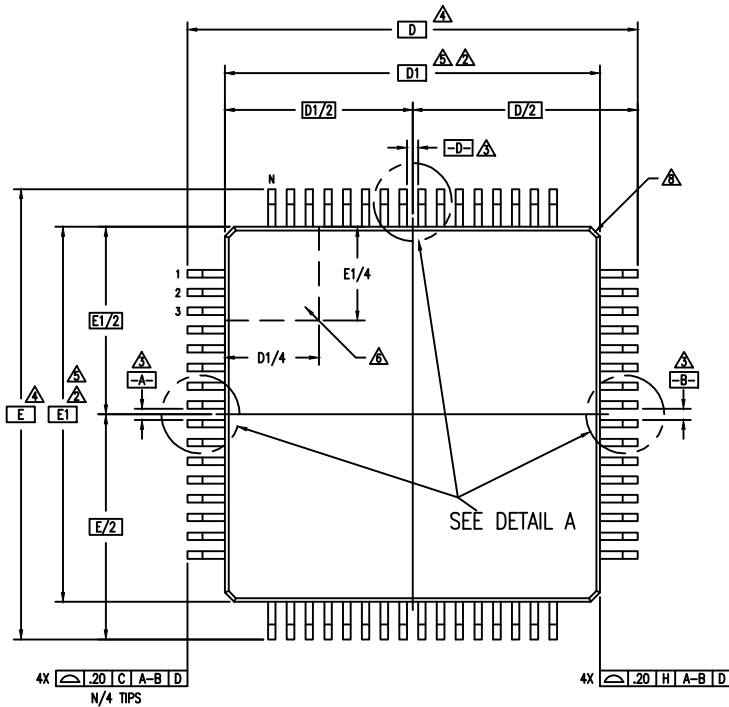 4
D
5 2
D1
D1/2 D/2
-D- 3
N
8
1
2
3
E1/4
E1/2
D1/4
6
3
-A-
3
-B-
4
E
5
2
E1
E/2
SEE DETAIL A
4X ⌓ .20 C A-B D
N/4 TIPS
4X ⌓ .20 H A-B D